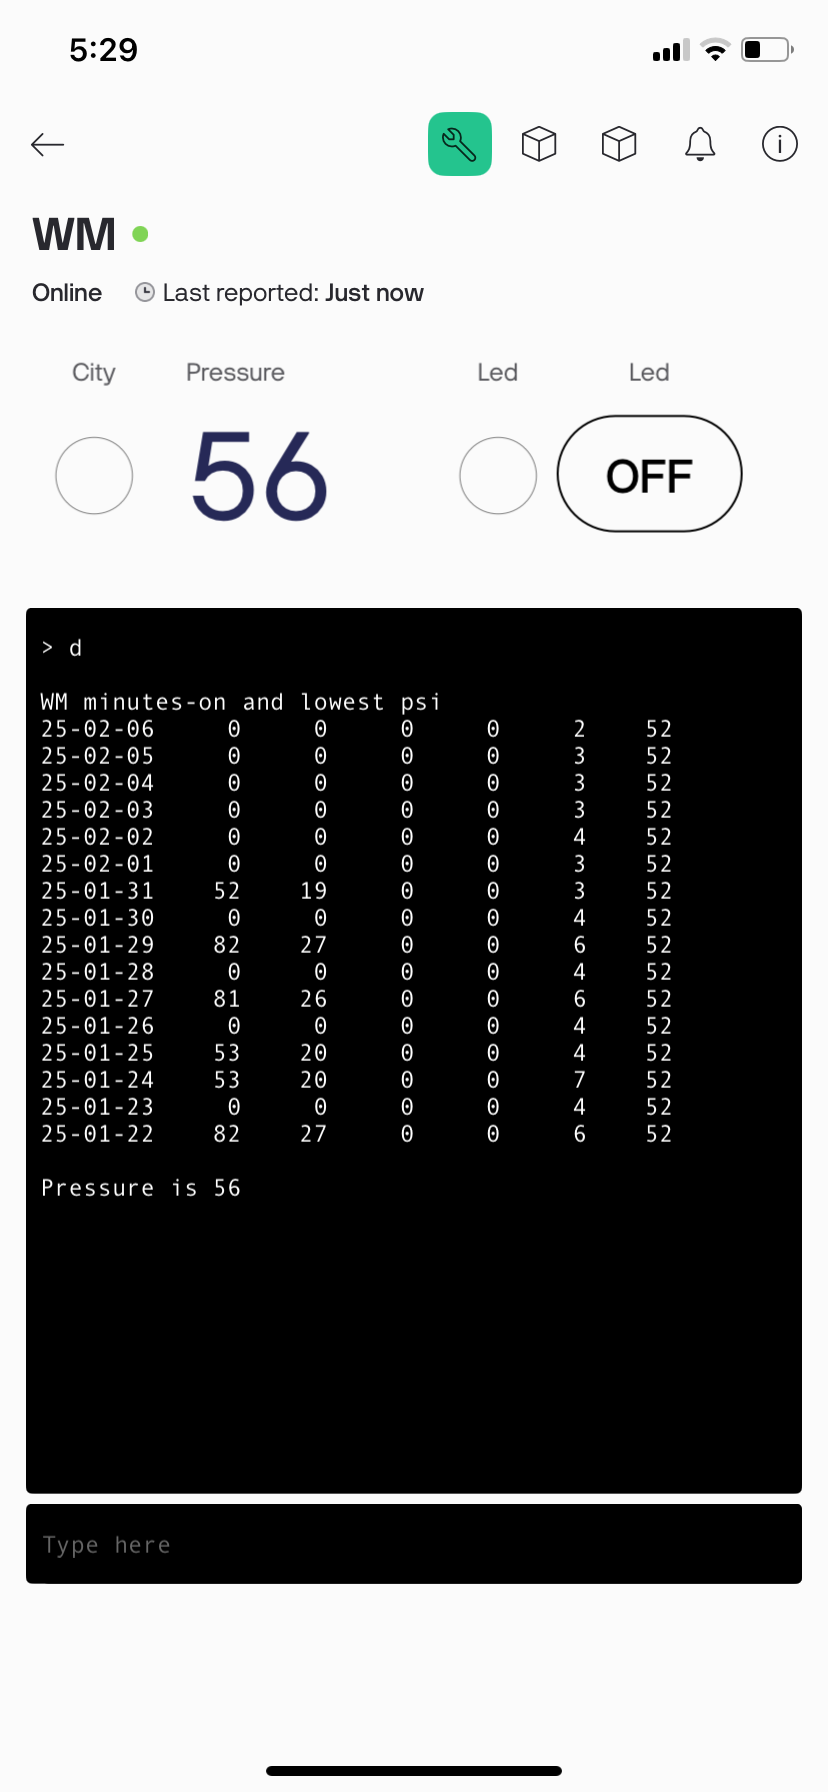 5:29
WM
Online Last reported: Just now
City Pressure Led Led
56 OFF
> d
WM minutes-on and lowest psi
25-02-06 0 0 0 0 2 52
25-02-05 0 0 0 0 3 52
25-02-04 0 0 0 0 3 52
25-02-03 0 0 0 0 3 52
25-02-02 0 0 0 0 4 52
25-02-01 0 0 0 0 3 52
25-01-31 52 19 0 0 3 52
25-01-30 0 0 0 0 4 52
25-01-29 82 27 0 0 6 52
25-01-28 0 0 0 0 4 52
25-01-27 81 26 0 0 6 52
25-01-26 0 0 0 0 4 52
25-01-25 53 20 0 0 4 52
25-01-24 53 20 0 0 7 52
25-01-23 0 0 0 0 4 52
25-01-22 82 27 0 0 6 52
Pressure is 56
Type here